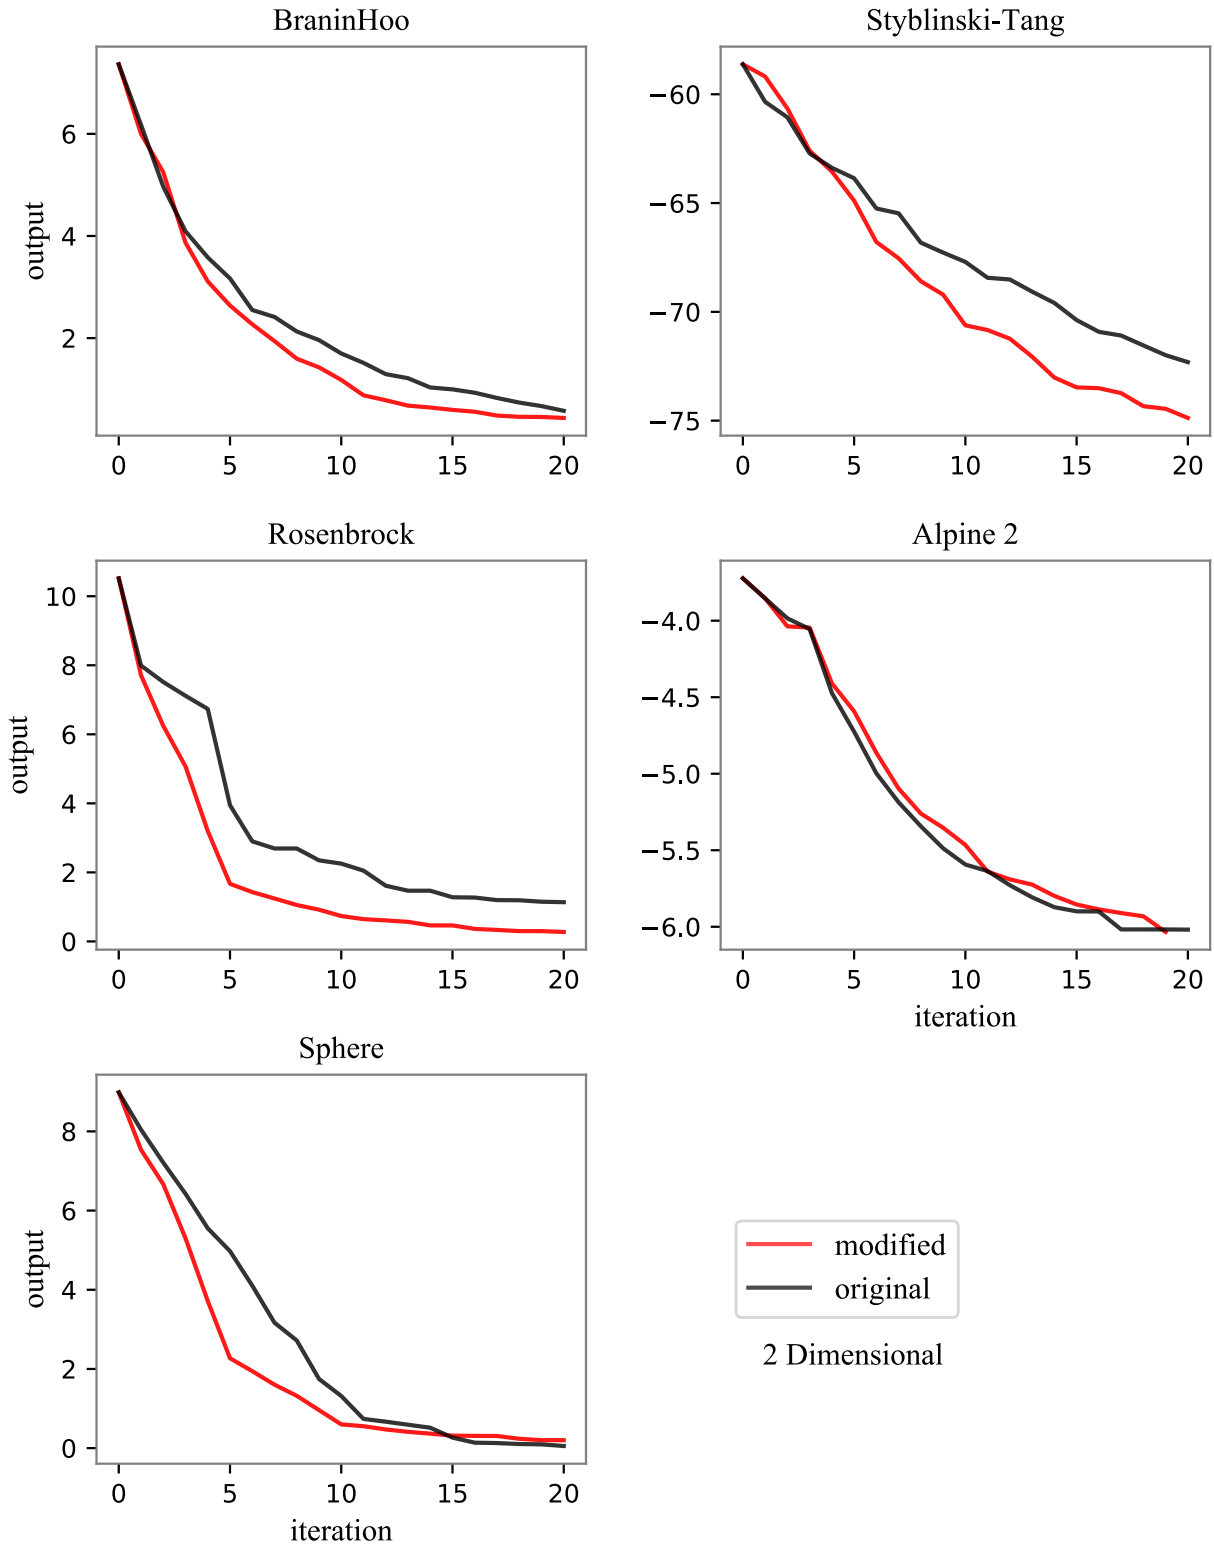 BraninHoo
output
6
4
2
0 5 10 15 20
Styblinski-Tang
−60
−65
−70
−75
0 5 10 15 20
Rosenbrock
output
10
8
6
4
2
0
0 5 10 15 20
Alpine 2
−4.0
−4.5
−5.0
−5.5
−6.0
0 5 10 15 20
iteration
Sphere
output
8
6
4
2
0
0 5 10 15 20
iteration
modified
original
2 Dimensional